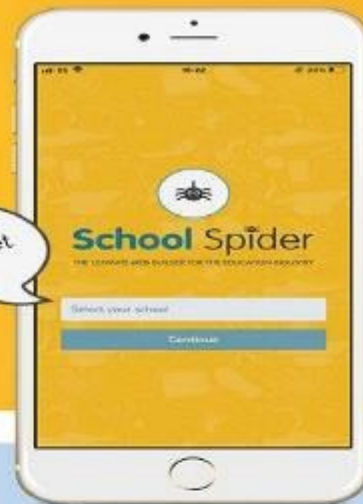 School Spider
THE ULTIMATE WEB BUILDER FOR THE EDUCATION INDUSTRY
Select your school
Continue